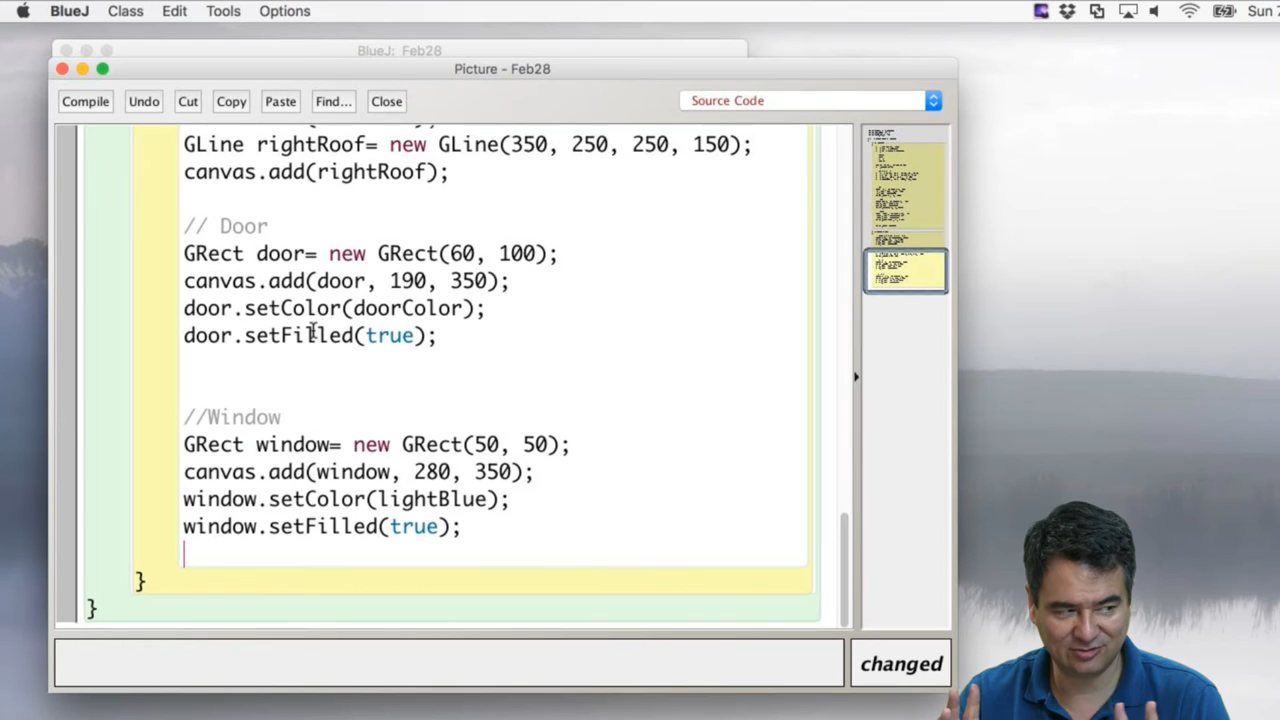 BlueJ Class Edit Tools Options Sun 7
BlueJ: Feb28
Picture - Feb28
Compile Undo Cut Copy Paste Find... Close Source Code
GLine rightRoof= new GLine(350, 250, 250, 150);
canvas.add(rightRoof);
// Door
GRect door= new GRect(60, 100);
canvas.add(door, 190, 350);
door.setColor(doorColor);
door.setFilled(true);
//Window
GRect window= new GRect(50, 50);
canvas.add(window, 280, 350);
window.setColor(lightBlue);
window.setFilled(true);
}
}
changed